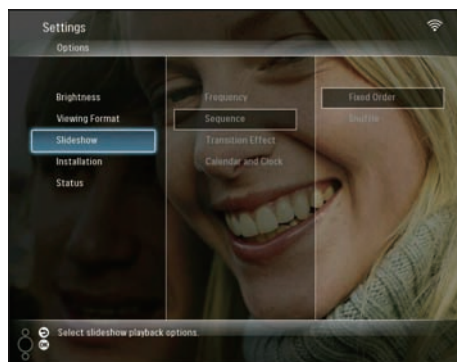 Settings
Options
Brightness
Viewing Format
Slideshow
Installation
Status
Frequency
Sequence
Transition Effect
Calendar and Clock
Fixed Order
Shuffle
OK
Select slideshow playback options.